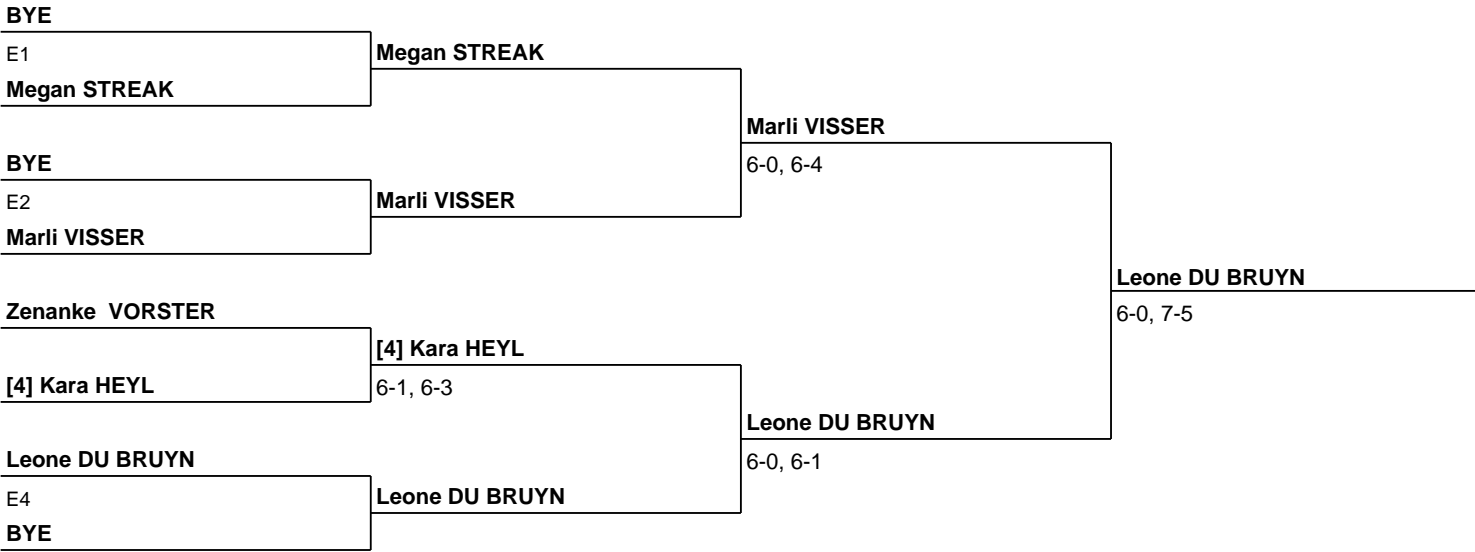 BYE
E1
Megan STREAK
Megan STREAK
BYE
E2
Marli VISSER
Marli VISSER
Marli VISSER
6-0, 6-4
Zenanke VORSTER
[4] Kara HEYL
[4] Kara HEYL
6-1, 6-3
Leone DU BRUYN
E4
BYE
Leone DU BRUYN
Leone DU BRUYN
6-0, 6-1
Leone DU BRUYN
6-0, 7-5